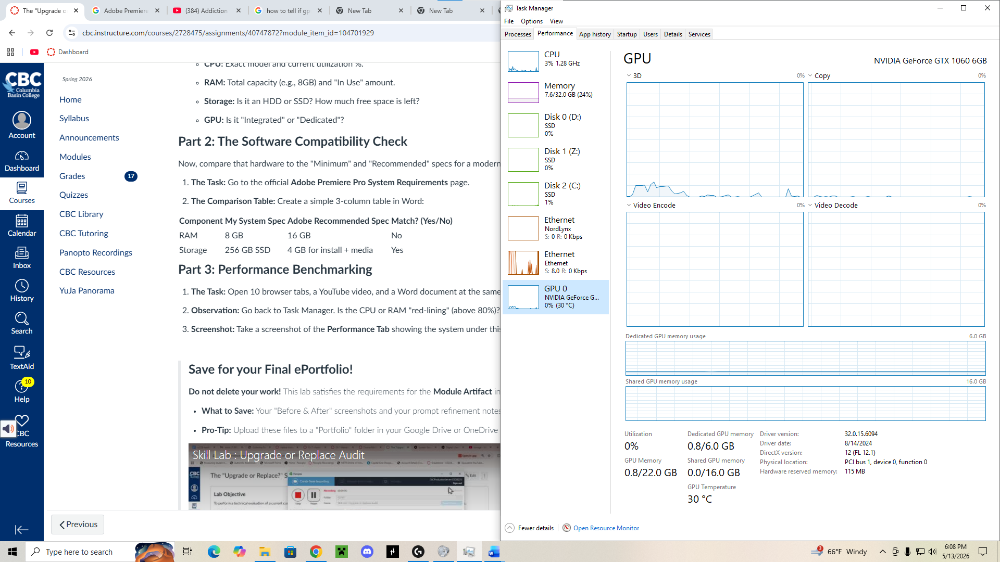 The "Upgrade o
Adobe Premiere
(384) Addiction
how to tell if gp
New Tab
New Tab
cbc.instructure.com/courses/2728475/assignments/40747872?module_item_id=104701929
Dashboard
CBC
Columbia
Basin College
Account
Dashboard
Courses
Calendar
Inbox
History
Search
TextAid
10
Help
CBC
Resources
Spring 2026
Home
Syllabus
Announcements
Modules
Grades
17
Quizzes
CBC Library
CBC Tutoring
Panopto Recordings
CBC Resources
YuJa Panorama
CPU: Exact model and current utilization %.
RAM: Total capacity (e.g., 8GB) and "In Use" amount.
Storage: Is it an HDD or SSD? How much free space is left?
GPU: Is it "Integrated" or "Dedicated"?
Part 2: The Software Compatibility Check
Now, compare that hardware to the "Minimum" and "Recommended" specs for a modern
1. The Task: Go to the official Adobe Premiere Pro System Requirements page.
2. The Comparison Table: Create a simple 3-column table in Word:
Component My System Spec Adobe Recommended Spec Match? (Yes/No)
RAM 8 GB 16 GB No
Storage 256 GB SSD 4 GB for install + media Yes
Part 3: Performance Benchmarking
1. The Task: Open 10 browser tabs, a YouTube video, and a Word document at the same
2. Observation: Go back to Task Manager. Is the CPU or RAM "red-lining" (above 80%)?
3. Screenshot: Take a screenshot of the Performance Tab showing the system under this
Save for your Final ePortfolio!
Do not delete your work! This lab satisfies the requirements for the Module Artifact in
What to Save: Your "Before & After" screenshots and your prompt refinement notes
Pro-Tip: Upload these files to a "Portfolio" folder in your Google Drive or OneDrive
Skill Lab : Upgrade or Replace Audit
The "Upgrade or Replace?" S
Edit
Lab Objective
To perform a technical evaluation of a current co
Create New Recording
Previous
Task Manager
File Options View
Processes Performance App history Startup Users Details Services
CPU
3% 1.28 GHz
Memory
7.6/32.0 GB (24%)
Disk 0 (D:)
SSD
0%
Disk 1 (Z:)
SSD
0%
Disk 2 (C:)
SSD
1%
Ethernet
NordLynx
S: 0 R: 0 Kbps
Ethernet
Ethernet
S: 8.0 R: 0 Kbps
GPU 0
NVIDIA GeForce G...
0% (30 °C)
GPU
NVIDIA GeForce GTX 1060 6GB
3D 0%
Copy 0%
Video Encode 0%
Video Decode 0%
Dedicated GPU memory usage 6.0 GB
Shared GPU memory usage 16.0 GB
Utilization
0%
GPU Memory
0.8/22.0 GB
Dedicated GPU memory
0.8/6.0 GB
Shared GPU memory
0.0/16.0 GB
GPU Temperature
30 °C
Driver version: 32.0.15.6094
Driver date: 8/14/2024
DirectX version: 12 (FL 12.1)
Physical location: PCI bus 1, device 0, function 0
Hardware reserved memory: 115 MB
Fewer details
Open Resource Monitor
Type here to search
3
66°F Windy
6:08 PM
5/13/2026